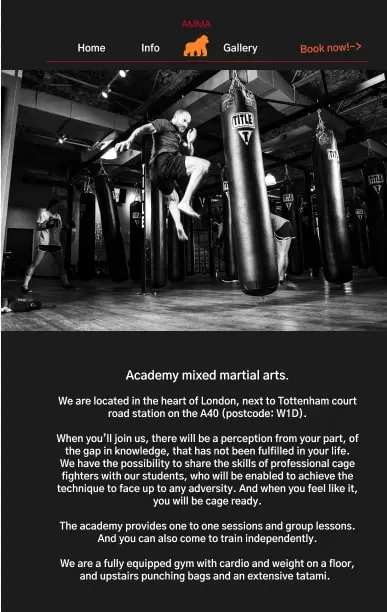 AMMA
Home Info Gallery Book now!->
TITLE
TITLE
TITLE
Academy mixed martial arts.
We are located in the heart of London, next to Tottenham court
road station on the A40 (postcode: W1D).
When you'll join us, there will be a perception from your part, of
the gap in knowledge, that has not been fulfilled in your life.
We have the possibility to share the skills of professional cage
fighters with our students, who will be enabled to achieve the
technique to face up to any adversity. And when you feel like it,
you will be cage ready.
The academy provides one to one sessions and group lessons.
And you can also come to train independently.
We are a fully equipped gym with cardio and weight on a floor,
and upstairs punching bags and an extensive tatami.